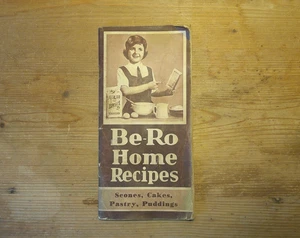 Be-Ro
Home
Recipes
Scones, Cakes,
Pastry, Puddings